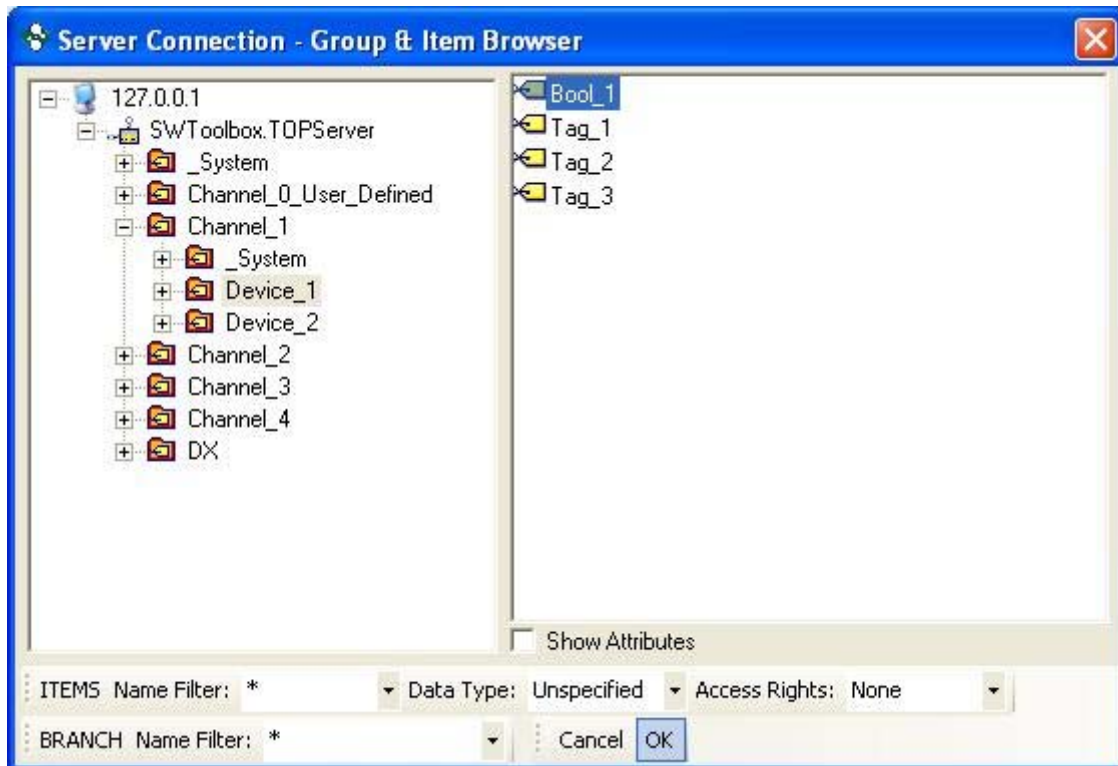 Server Connection - Group & Item Browser
127.0.0.1
SWToolbox.TOPServer
_System
Channel_0_User_Defined
Channel_1
_System
Device_1
Device_2
Channel_2
Channel_3
Channel_4
DX
Bool_1
Tag_1
Tag_2
Tag_3
Show Attributes
ITEMS Name Filter: * Data Type: Unspecified Access Rights: None
BRANCH Name Filter: * Cancel OK